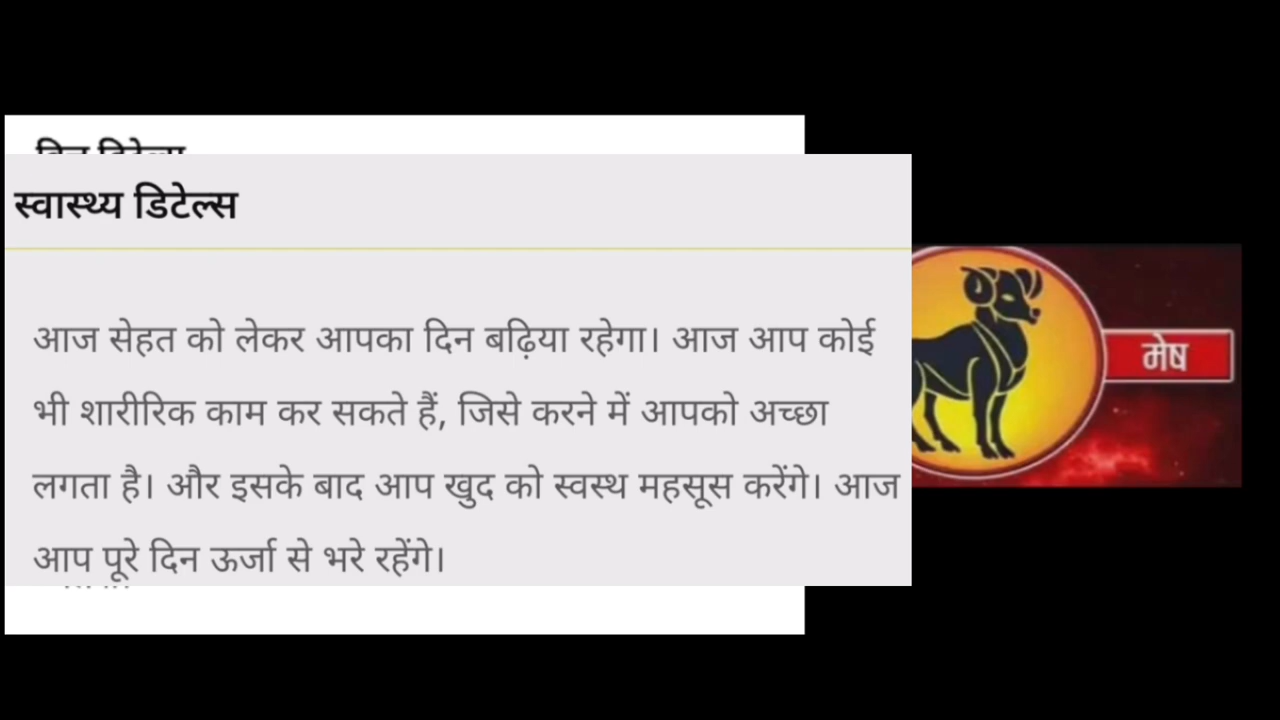 स्वास्थ्य डिटेल्स
आज सेहत को लेकर आपका दिन बढ़िया रहेगा। आज आप कोई
भी शारीरिक काम कर सकते हैं, जिसे करने में आपको अच्छा
लगता है। और इसके बाद आप खुद को स्वस्थ महसूस करेंगे। आज
आप पूरे दिन ऊर्जा से भरे रहेंगे।
मेष